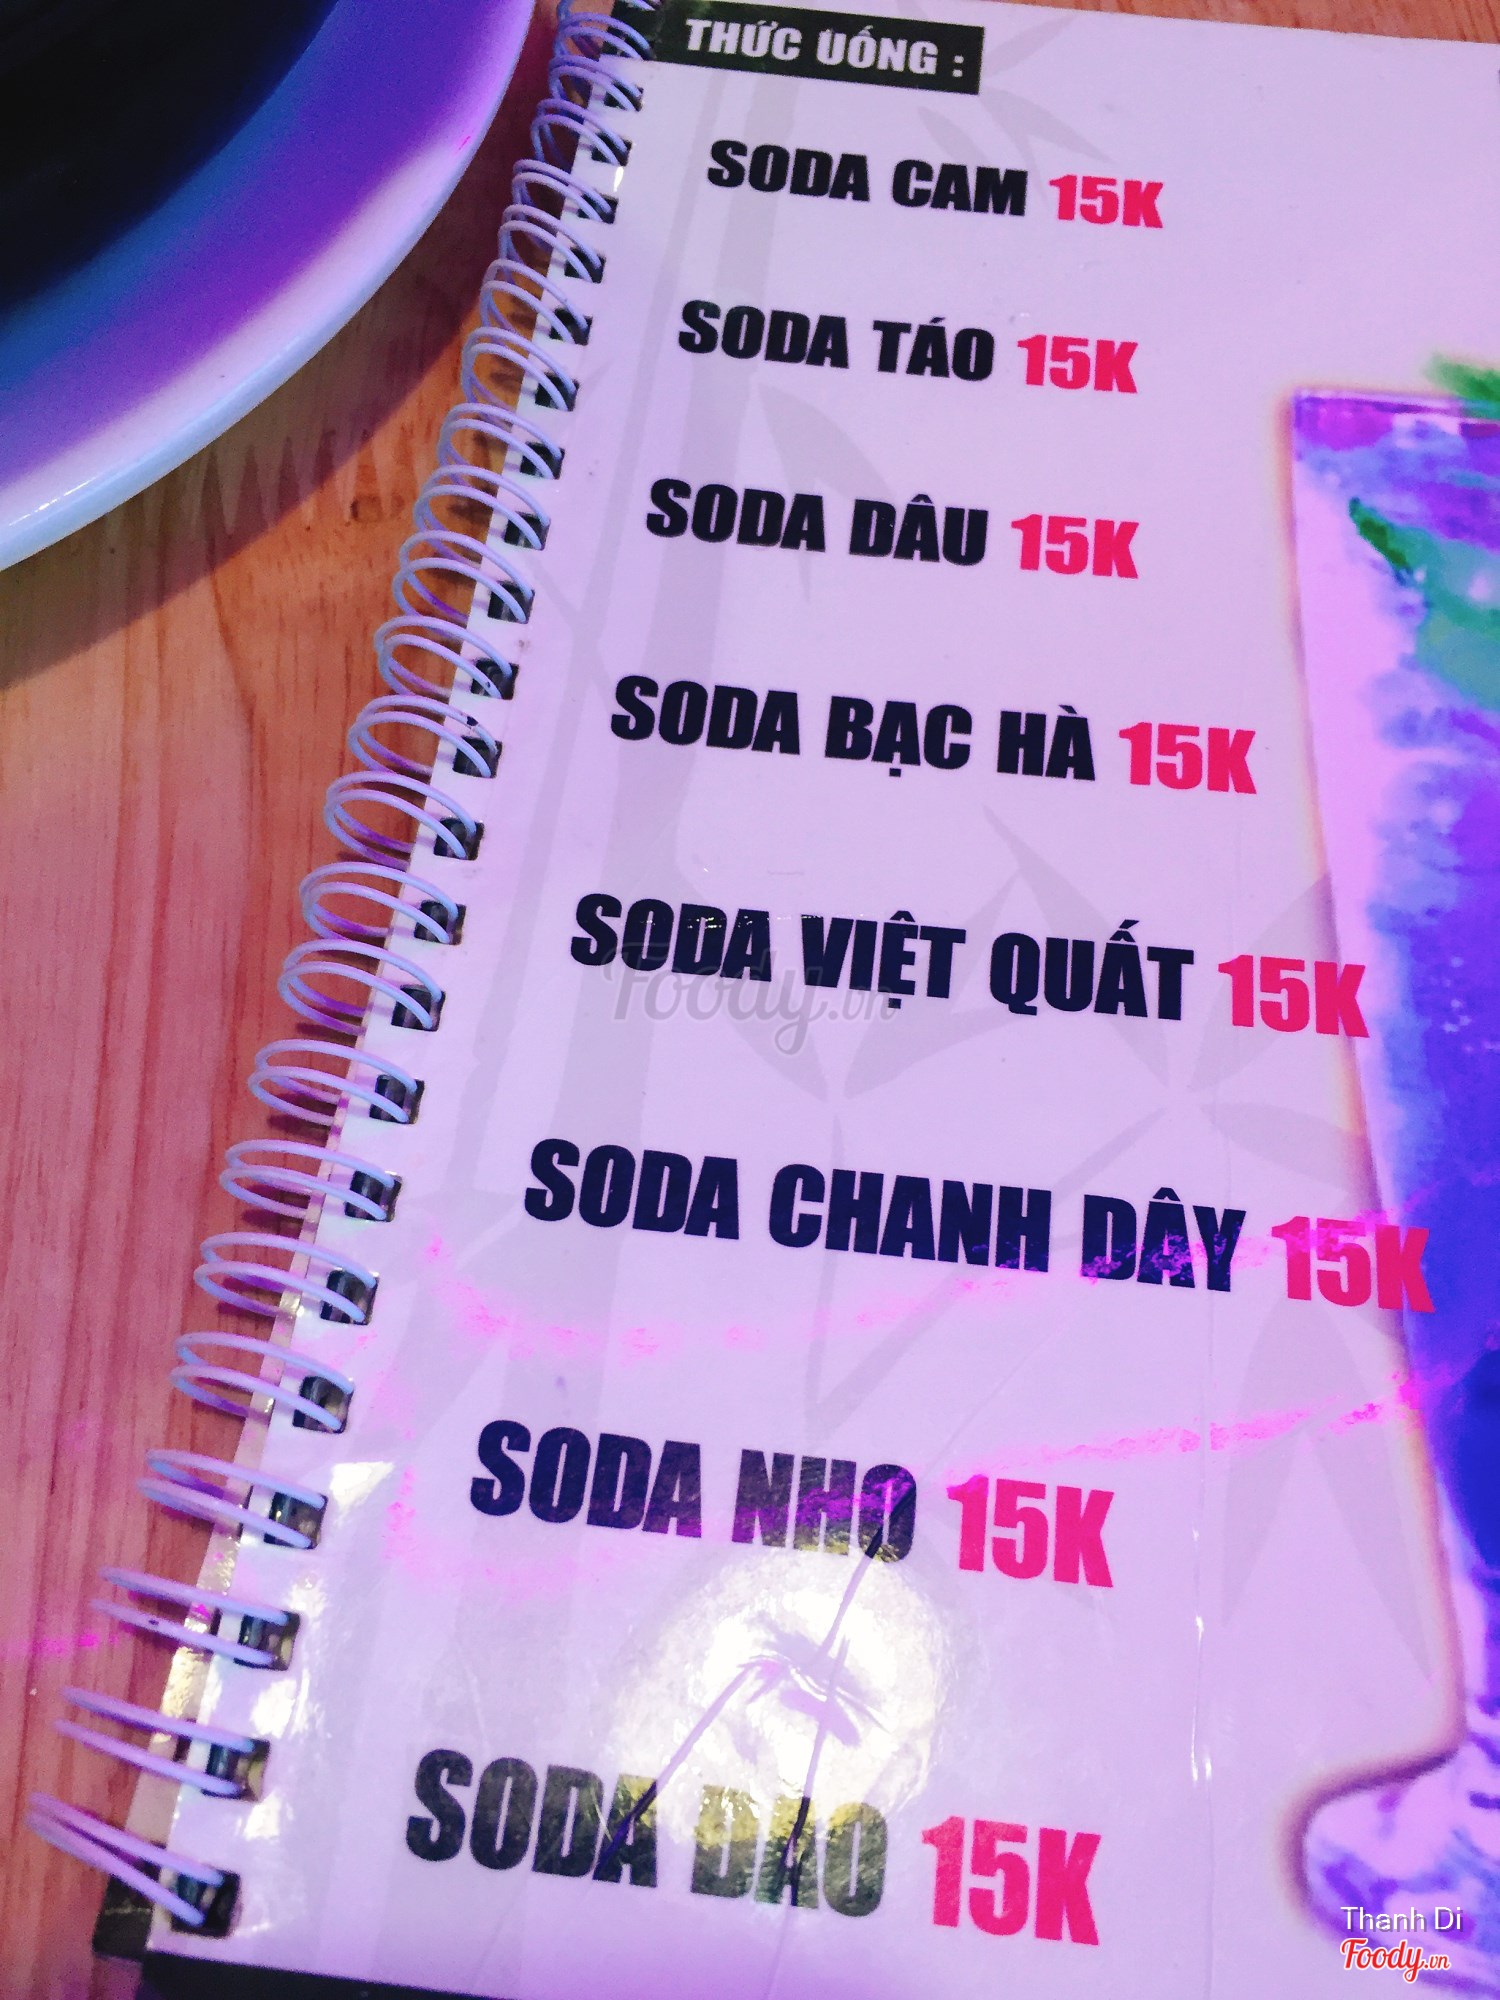 THỨC UỐNG :
SODA CAM 15K
SODA TÁO 15K
SODA DÂU 15K
SODA BẠC HÀ 15K
SODA VIỆT QUẤT 15K
Foody.vn
SODA CHANH DÂY 15K
SODA NHO 15K
SODA ĐÀO 15K
Thanh Di
Foody.vn